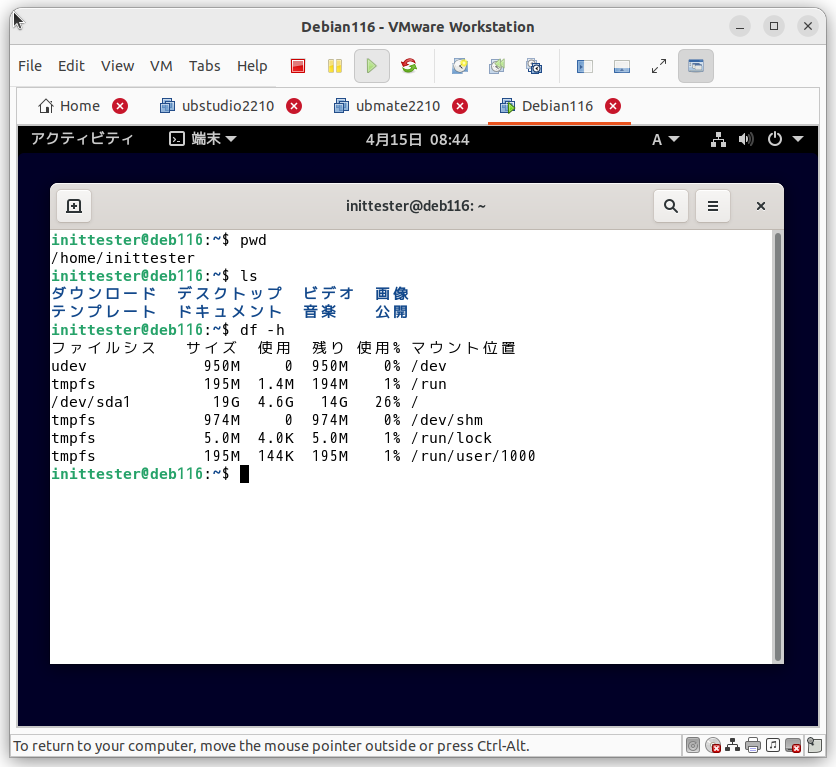 Debian116 - VMware Workstation
File Edit View VM Tabs Help
Home ubstudio2210 ubmate2210 Debian116
アクティビティ 端末 4月15日 08:44 A
inittester@deb116: ~
inittester@deb116:~$ pwd
/home/inittester
inittester@deb116:~$ ls
ダウンロード デスクトップ ビデオ 画像
テンプレート ドキュメント 音楽 公開
inittester@deb116:~$ df -h
ファイルシス サイズ 使用 残り 使用% マウント位置
udev 950M 0 950M 0% /dev
tmpfs 195M 1.4M 194M 1% /run
/dev/sda1 19G 4.6G 14G 26% /
tmpfs 974M 0 974M 0% /dev/shm
tmpfs 5.0M 4.0K 5.0M 1% /run/lock
tmpfs 195M 144K 195M 1% /run/user/1000
inittester@deb116:~$
To return to your computer, move the mouse pointer outside or press Ctrl-Alt.